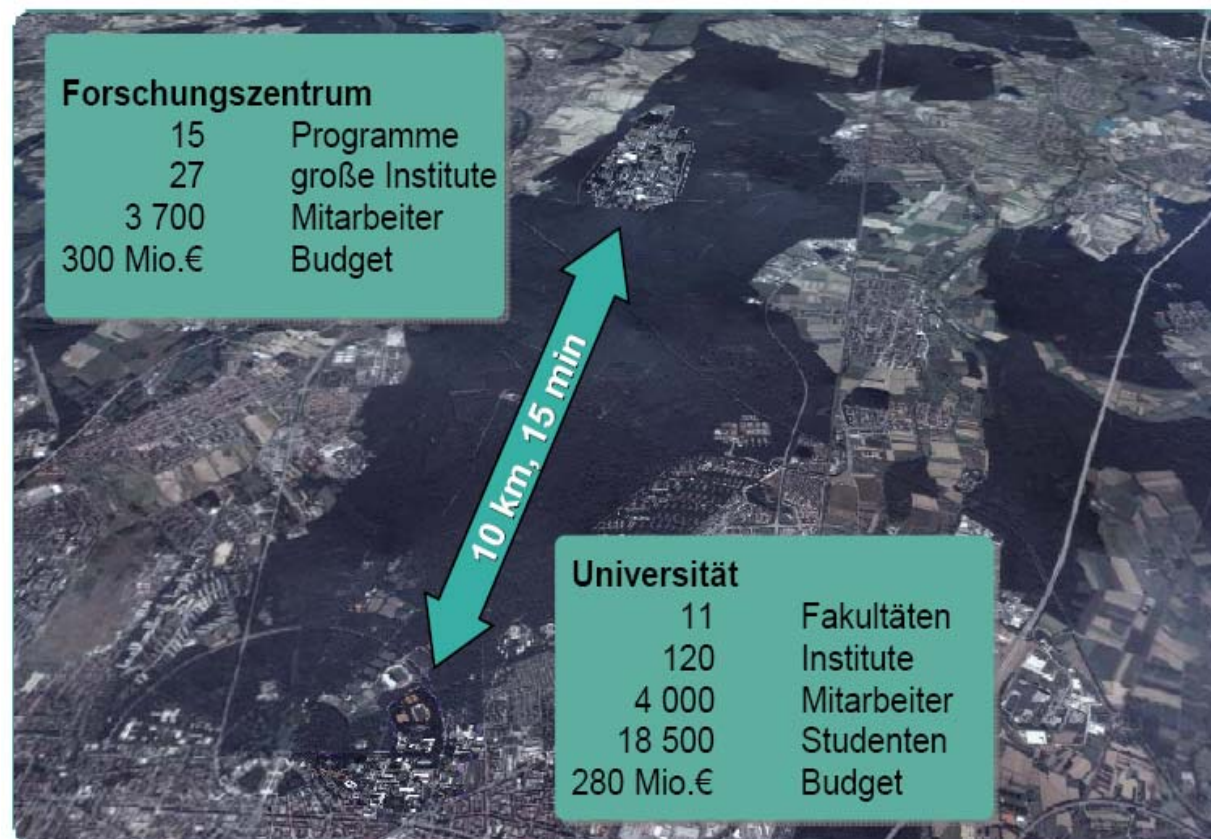 Forschungszentrum
15 Programme
27 große Institute
3 700 Mitarbeiter
300 Mio.€ Budget
10 km, 15 min
Universität
11 Fakultäten
120 Institute
4 000 Mitarbeiter
18 500 Studenten
280 Mio.€ Budget